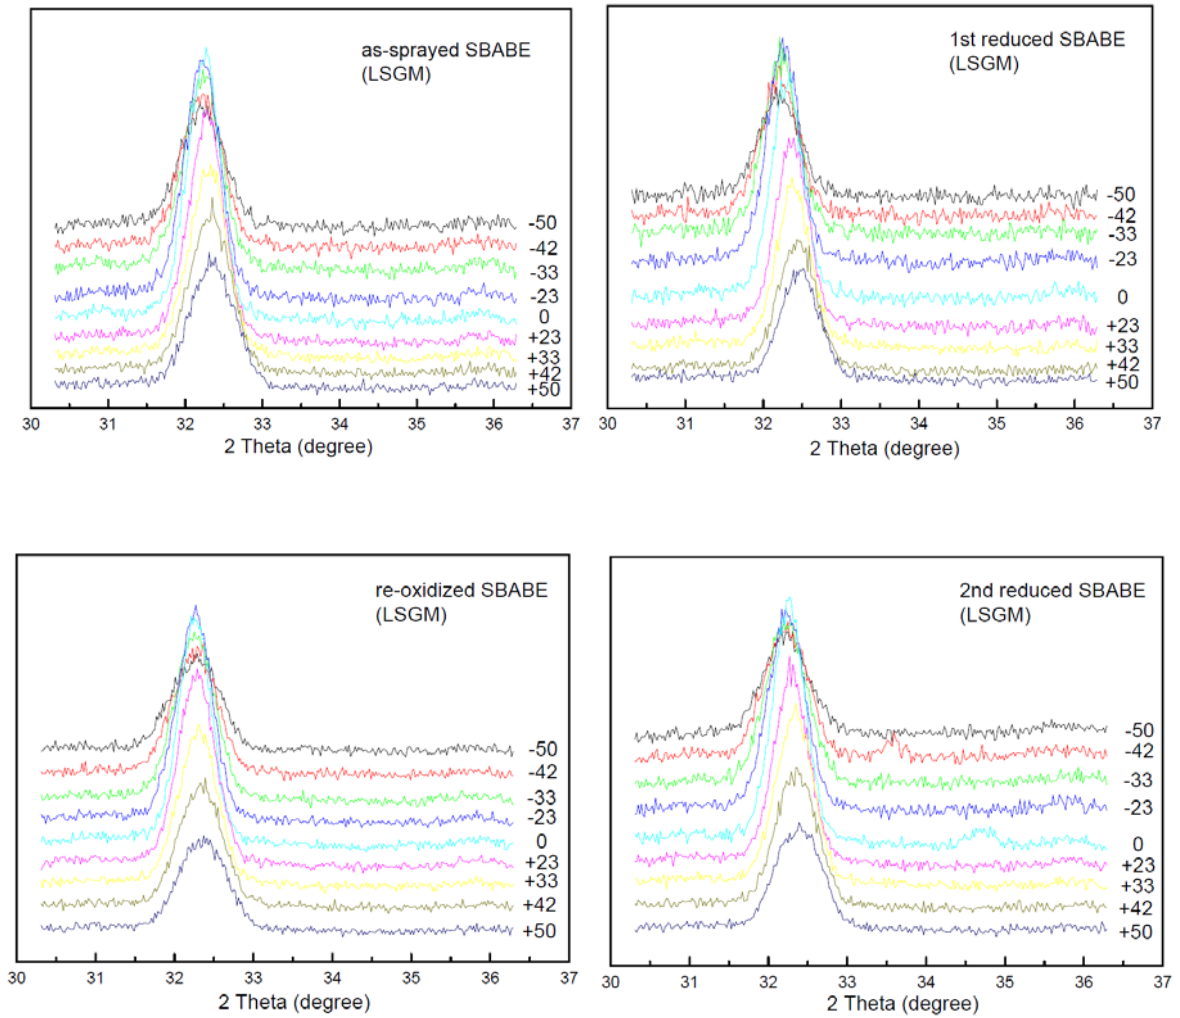 as-sprayed SBABE
(LSGM)
-50
-42
-33
-23
0
+23
+33
+42
+50
30 31 32 33 34 35 36 37
2 Theta (degree)
1st reduced SBABE
(LSGM)
-50
-42
-33
-23
0
+23
+33
+42
+50
30 31 32 33 34 35 36 37
2 Theta (degree)
re-oxidized SBABE
(LSGM)
-50
-42
-33
-23
0
+23
+33
+42
+50
30 31 32 33 34 35 36 37
2 Theta (degree)
2nd reduced SBABE
(LSGM)
-50
-42
-33
-23
0
+23
+33
+42
+50
30 31 32 33 34 35 36 37
2 Theta (degree)